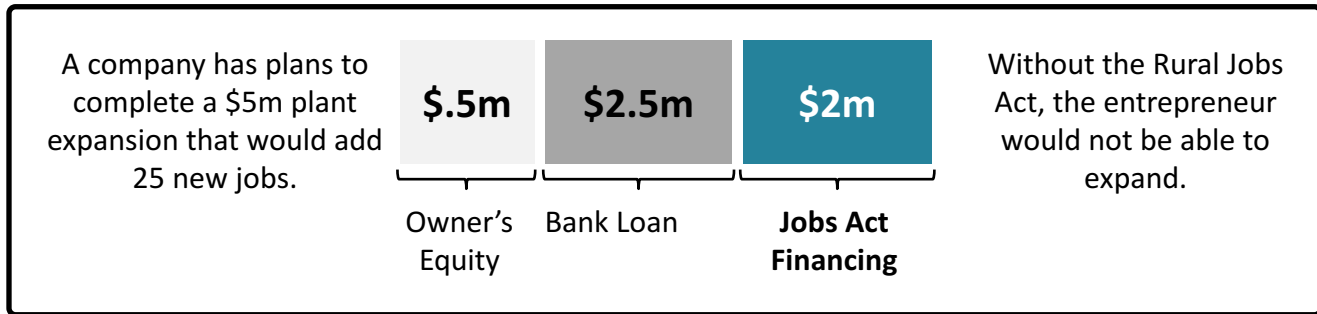 A company has plans to
complete a $5m plant
expansion that would add
25 new jobs.
$.5m
$2.5m
$2m
Owner’s
Equity
Bank Loan
Jobs Act
Financing
Without the Rural Jobs
Act, the entrepreneur
would not be able to
expand.